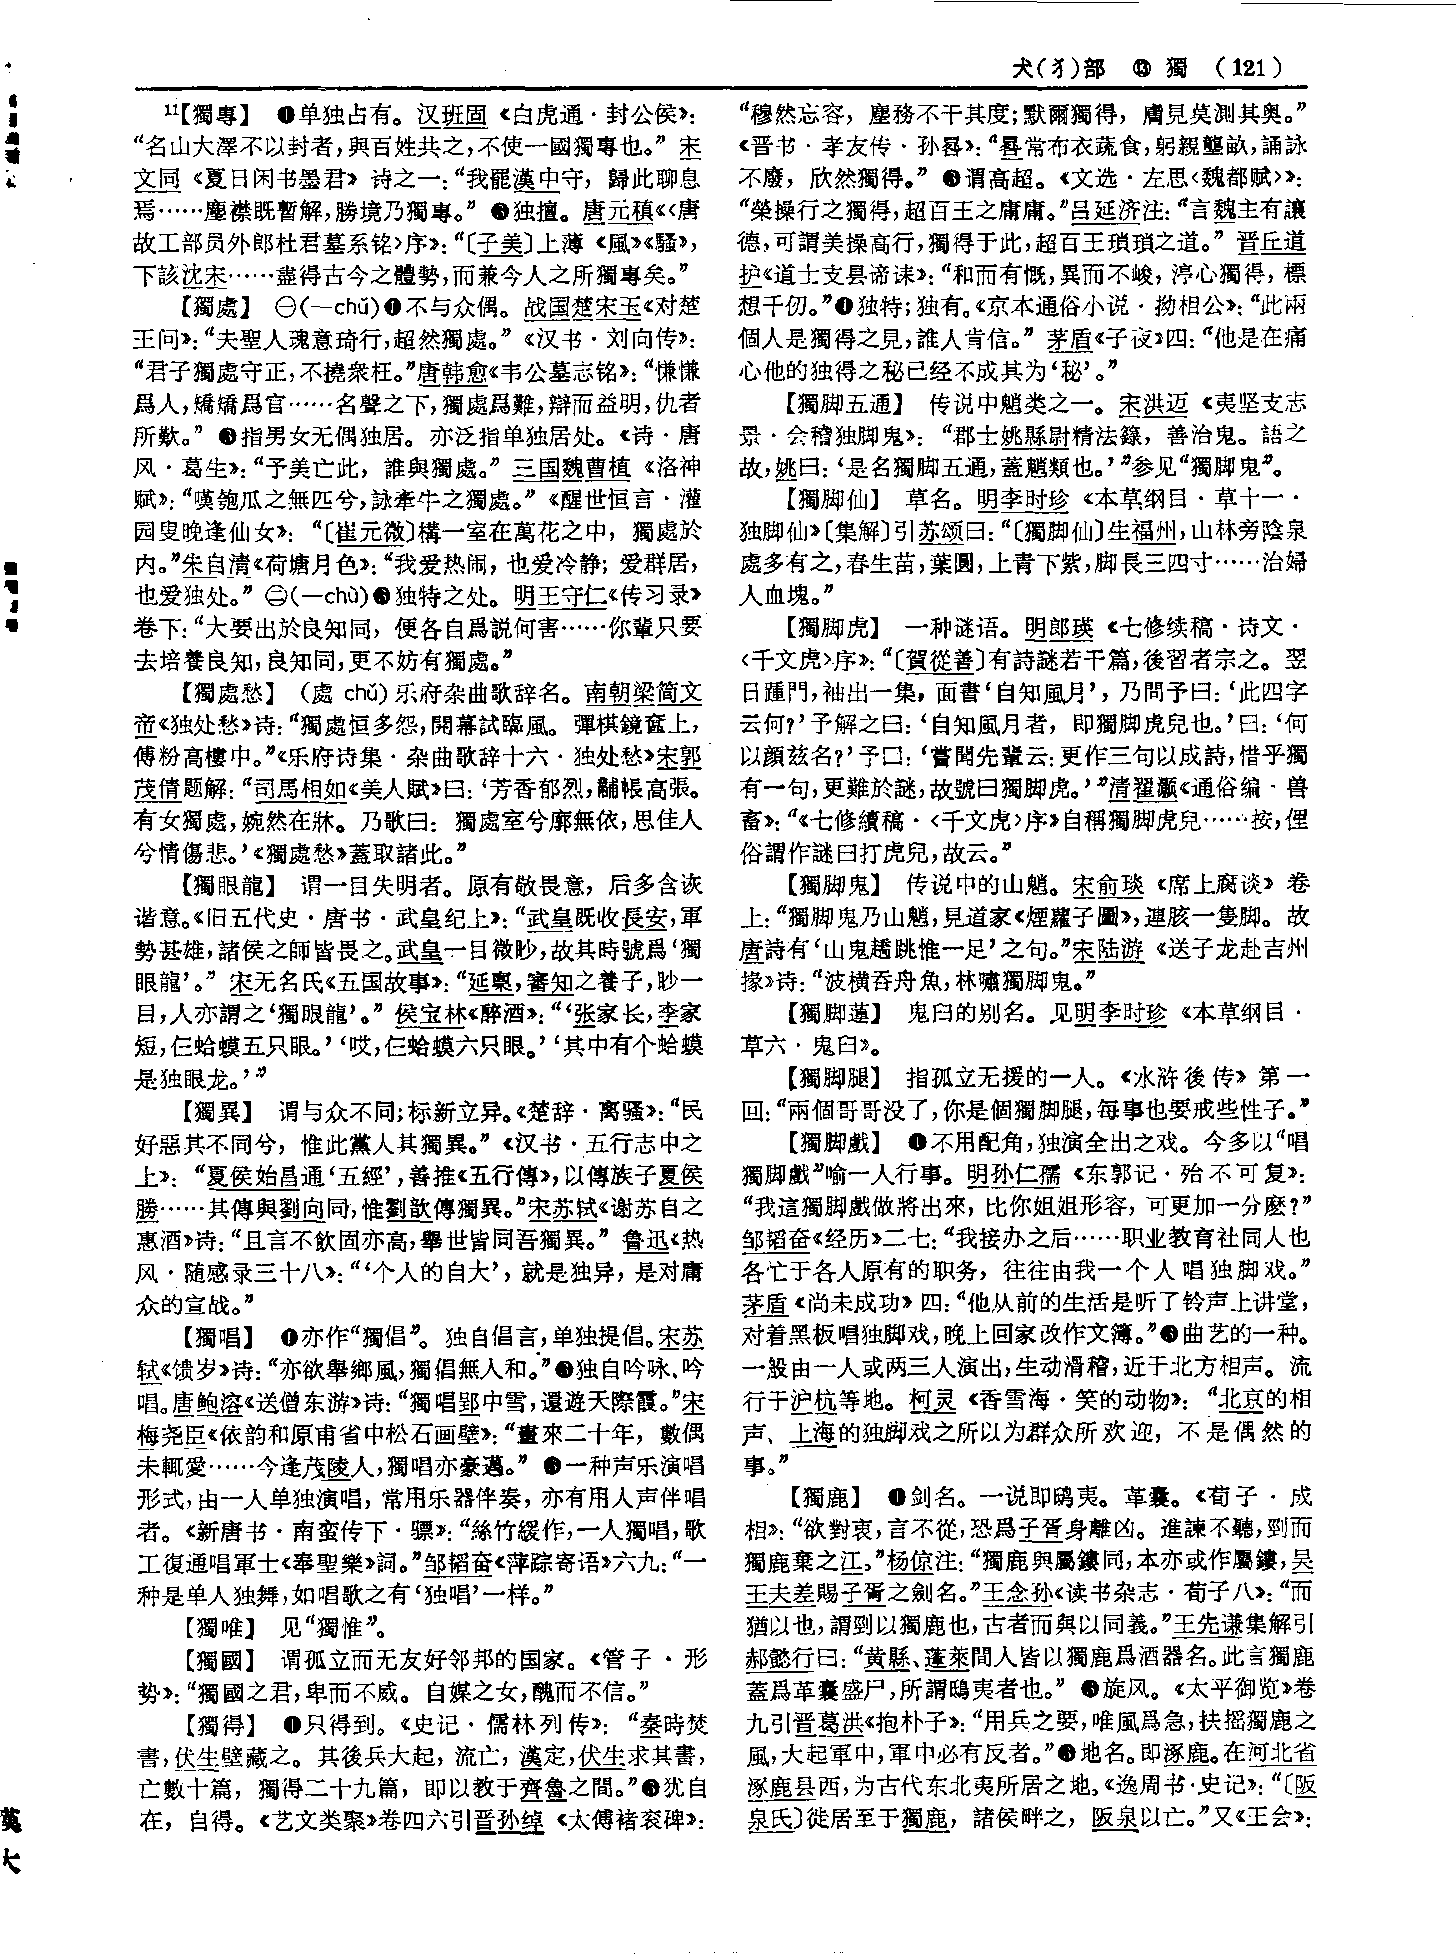 犬(犭)部 ⑬ 獨 (121)
11【獨專】 ❶单独占有。汉班固《白虎通·封公侯》：
“名山大澤不以封者，與百姓共之，不使一國獨專也。”宋
文同《夏日闲书墨君》诗之一：“我罷漢中守，歸此聊息
焉……塵襟既暫解，勝境乃獨專。”❷独擅。唐元稹《〈唐
故工部员外郎杜君墓系铭〉序》：“〔子美〕上薄《風》《騷》，
下該沈宋……盡得古今之體勢，而兼今人之所獨專矣。”
【獨處】 ㊀(—chǔ)❶不与众偶。战国楚宋玉《对楚
王问》：“夫聖人瑰意琦行，超然獨處。”《汉书·刘向传》：
“君子獨處守正，不撓衆枉。”唐韩愈《韦公墓志铭》：“慊慊
爲人，矯矯爲官……名聲之下，獨處爲難，辯而益明，仇者
所歎。”❷指男女无偶独居。亦泛指单独居处。《诗·唐
风·葛生》：“予美亡此，誰與獨處。”三国魏曹植《洛神
赋》：“嘆匏瓜之無匹兮，詠牽牛之獨處。”《醒世恒言·灌
园叟晚逢仙女》：“〔崔元微〕構一室在萬花之中，獨處於
内。”朱自清《荷塘月色》：“我爱热闹，也爱冷静；爱群居，
也爱独处。”㊁(—chù)❸独特之处。明王守仁《传习录》
卷下：“大要出於良知同，便各自爲説何害……你輩只要
去培養良知，良知同，更不妨有獨處。”
【獨處愁】 (處 chǔ)乐府杂曲歌辞名。南朝梁简文
帝《独处愁》诗：“獨處恒多怨，開幕試臨風。彈棋鏡奩上，
傅粉高樓中。”《乐府诗集·杂曲歌辞十六·独处愁》宋郭
茂倩题解：“司馬相如《美人賦》曰：‘芳香郁烈，黼帳高張。
有女獨處，婉然在牀。乃歌曰：獨處室兮廓無依，思佳人
兮情傷悲。’《獨處愁》蓋取諸此。”
【獨眼龍】 谓一目失明者。原有敬畏意，后多含诙
谐意。《旧五代史·唐书·武皇纪上》：“武皇既收長安，軍
勢甚雄，諸侯之師皆畏之。武皇一目微眇，故其時號爲‘獨
眼龍’。”宋无名氏《五国故事》：“延稟，審知之養子，眇一
目，人亦謂之‘獨眼龍’。”侯宝林《醉酒》：“‘张家长，李家
短，仨蛤蟆五只眼。’‘哎，仨蛤蟆六只眼。’‘其中有个蛤蟆
是独眼龙。’”
【獨異】 谓与众不同；标新立异。《楚辞·离骚》：“民
好惡其不同兮，惟此黨人其獨異。”《汉书·五行志中之
上》：“夏侯始昌通‘五經’，善推《五行傳》，以傳族子夏侯
勝……其傳與劉向同，惟劉歆傳獨異。”宋苏轼《谢苏自之
惠酒》诗：“且言不飲固亦高，舉世皆同吾獨異。”鲁迅《热
风·随感录三十八》：“‘个人的自大’，就是独异，是对庸
众的宣战。”
【獨唱】 ❶亦作“獨倡”。独自倡言，单独提倡。宋苏
轼《馈岁》诗：“亦欲舉鄉風，獨倡無人和。”❷独自吟咏、吟
唱。唐鲍溶《送僧东游》诗：“獨唱郢中雪，還遊天際霞。”宋
梅尧臣《依韵和原甫省中松石画壁》：“畫來二十年，數偶
未輒愛……今逢茂陵人，獨唱亦豪邁。”❸一种声乐演唱
形式，由一人单独演唱，常用乐器伴奏，亦有用人声伴唱
者。《新唐书·南蛮传下·骠》：“絲竹緩作，一人獨唱，歌
工復通唱軍士《奉聖樂》詞。”邹韬奋《萍踪寄语》六九：“一
种是单人独舞，如唱歌之有‘独唱’一样。”
【獨唯】 见“獨惟”。
【獨國】 谓孤立而无友好邻邦的国家。《管子·形
势》：“獨國之君，卑而不威。自媒之女，醜而不信。”
【獨得】 ❶只得到。《史记·儒林列传》：“秦時焚
書，伏生壁藏之。其後兵大起，流亡，漢定，伏生求其書，
亡數十篇，獨得二十九篇，即以教于齊魯之間。”❷犹自
在，自得。《艺文类聚》卷四六引晋孙绰《太傅褚裒碑》：
“穆然忘容，塵務不干其度；默爾獨得，膚見莫測其奥。”
《晋书·孝友传·孙晷》：“晷常布衣蔬食，躬親壟畝，誦詠
不廢，欣然獨得。”❸谓高超。《文选·左思〈魏都赋〉》：
“榮操行之獨得，超百王之庸庸。”吕延济注：“言魏主有讓
德，可謂美操高行，獨得于此，超百王瑣瑣之道。”晋丘道
护《道士支昙谛诔》：“和而有慨，異而不峻，渟心獨得，標
想千仞。”❹独特；独有。《京本通俗小说·拗相公》：“此兩
個人是獨得之見，誰人肯信。”茅盾《子夜》四：“他是在痛
心他的独得之秘已经不成其为‘秘’。”
【獨脚五通】 传说中魈类之一。宋洪迈《夷坚支志
景·会稽独脚鬼》：“郡士姚縣尉精法籙，善治鬼。語之
故，姚曰：‘是名獨脚五通，蓋魈類也。’”参见“獨脚鬼”。
【獨脚仙】 草名。明李时珍《本草纲目·草十一·
独脚仙》〔集解〕引苏颂曰：“〔獨脚仙〕生福州，山林旁陰泉
處多有之，春生苗，葉圓，上青下紫，脚長三四寸……治婦
人血塊。”
【獨脚虎】 一种谜语。明郎瑛《七修续稿·诗文·
〈千文虎〉序》：“〔賀從善〕有詩謎若干篇，後習者宗之。翌
日踵門，袖出一集，面書‘自知風月’，乃問予曰：‘此四字
云何？’予解之曰：‘自知風月者，即獨脚虎兒也。’曰：‘何
以顔兹名？’予曰：‘嘗聞先輩云：更作三句以成詩，惜乎獨
有一句，更難於謎，故號曰獨脚虎。’”清翟灏《通俗编·兽
畜》：“《七修續稿·〈千文虎〉序》自稱獨脚虎兒……按，俚
俗謂作謎曰打虎兒，故云。”
【獨脚鬼】 传说中的山魈。宋俞琰《席上腐谈》卷
上：“獨脚鬼乃山魈，見道家《煙蘿子圖》，連胲一隻脚。故
唐詩有‘山鬼趫跳惟一足’之句。”宋陆游《送子龙赴吉州
掾》诗：“波横吞舟魚，林嘯獨脚鬼。”
【獨脚蓮】 鬼臼的别名。见明李时珍《本草纲目·
草六·鬼臼》。
【獨脚腿】 指孤立无援的一人。《水浒後传》第一
回：“兩個哥哥没了，你是個獨脚腿，每事也要戒些性子。”
【獨脚戲】 ❶不用配角，独演全出之戏。今多以“唱
獨脚戲”喻一人行事。明孙仁孺《东郭记·殆不可复》：
“我這獨脚戲做將出來，比你姐姐形容，可更加一分麽？”
邹韬奋《经历》二七：“我接办之后……职业教育社同人也
各忙于各人原有的职务，往往由我一个人唱独脚戏。”
茅盾《尚未成功》四：“他从前的生活是听了铃声上讲堂，
对着黑板唱独脚戏，晚上回家改作文簿。”❷曲艺的一种。
一般由一人或两三人演出，生动滑稽，近于北方相声。流
行于沪杭等地。柯灵《香雪海·笑的动物》：“北京的相
声、上海的独脚戏之所以为群众所欢迎，不是偶然的
事。”
【獨鹿】 ❶剑名。一说即鸱夷。革囊。《荀子·成
相》：“欲對衷，言不從，恐爲子胥身離凶。進諫不聽，剄而
獨鹿棄之江。”杨倞注：“獨鹿與屬鏤同，本亦或作屬鏤，吴
王夫差賜子胥之劍名。”王念孙《读书杂志·荀子八》：“而
猶以也，謂剄以獨鹿也，古者而與以同義。”王先谦集解引
郝懿行曰：“黄縣、蓬萊間人皆以獨鹿爲酒器名。此言獨鹿
蓋爲革囊盛尸，所謂鴟夷者也。”❷旋风。《太平御览》卷
九引晋葛洪《抱朴子》：“用兵之要，唯風爲急，扶摇獨鹿之
風，大起軍中，軍中必有反者。”❸地名。即涿鹿。在河北省
涿鹿县西，为古代东北夷所居之地。《逸周书·史记》：“〔阪
泉氏〕徙居至于獨鹿，諸侯畔之，阪泉以亡。”又《王会》：